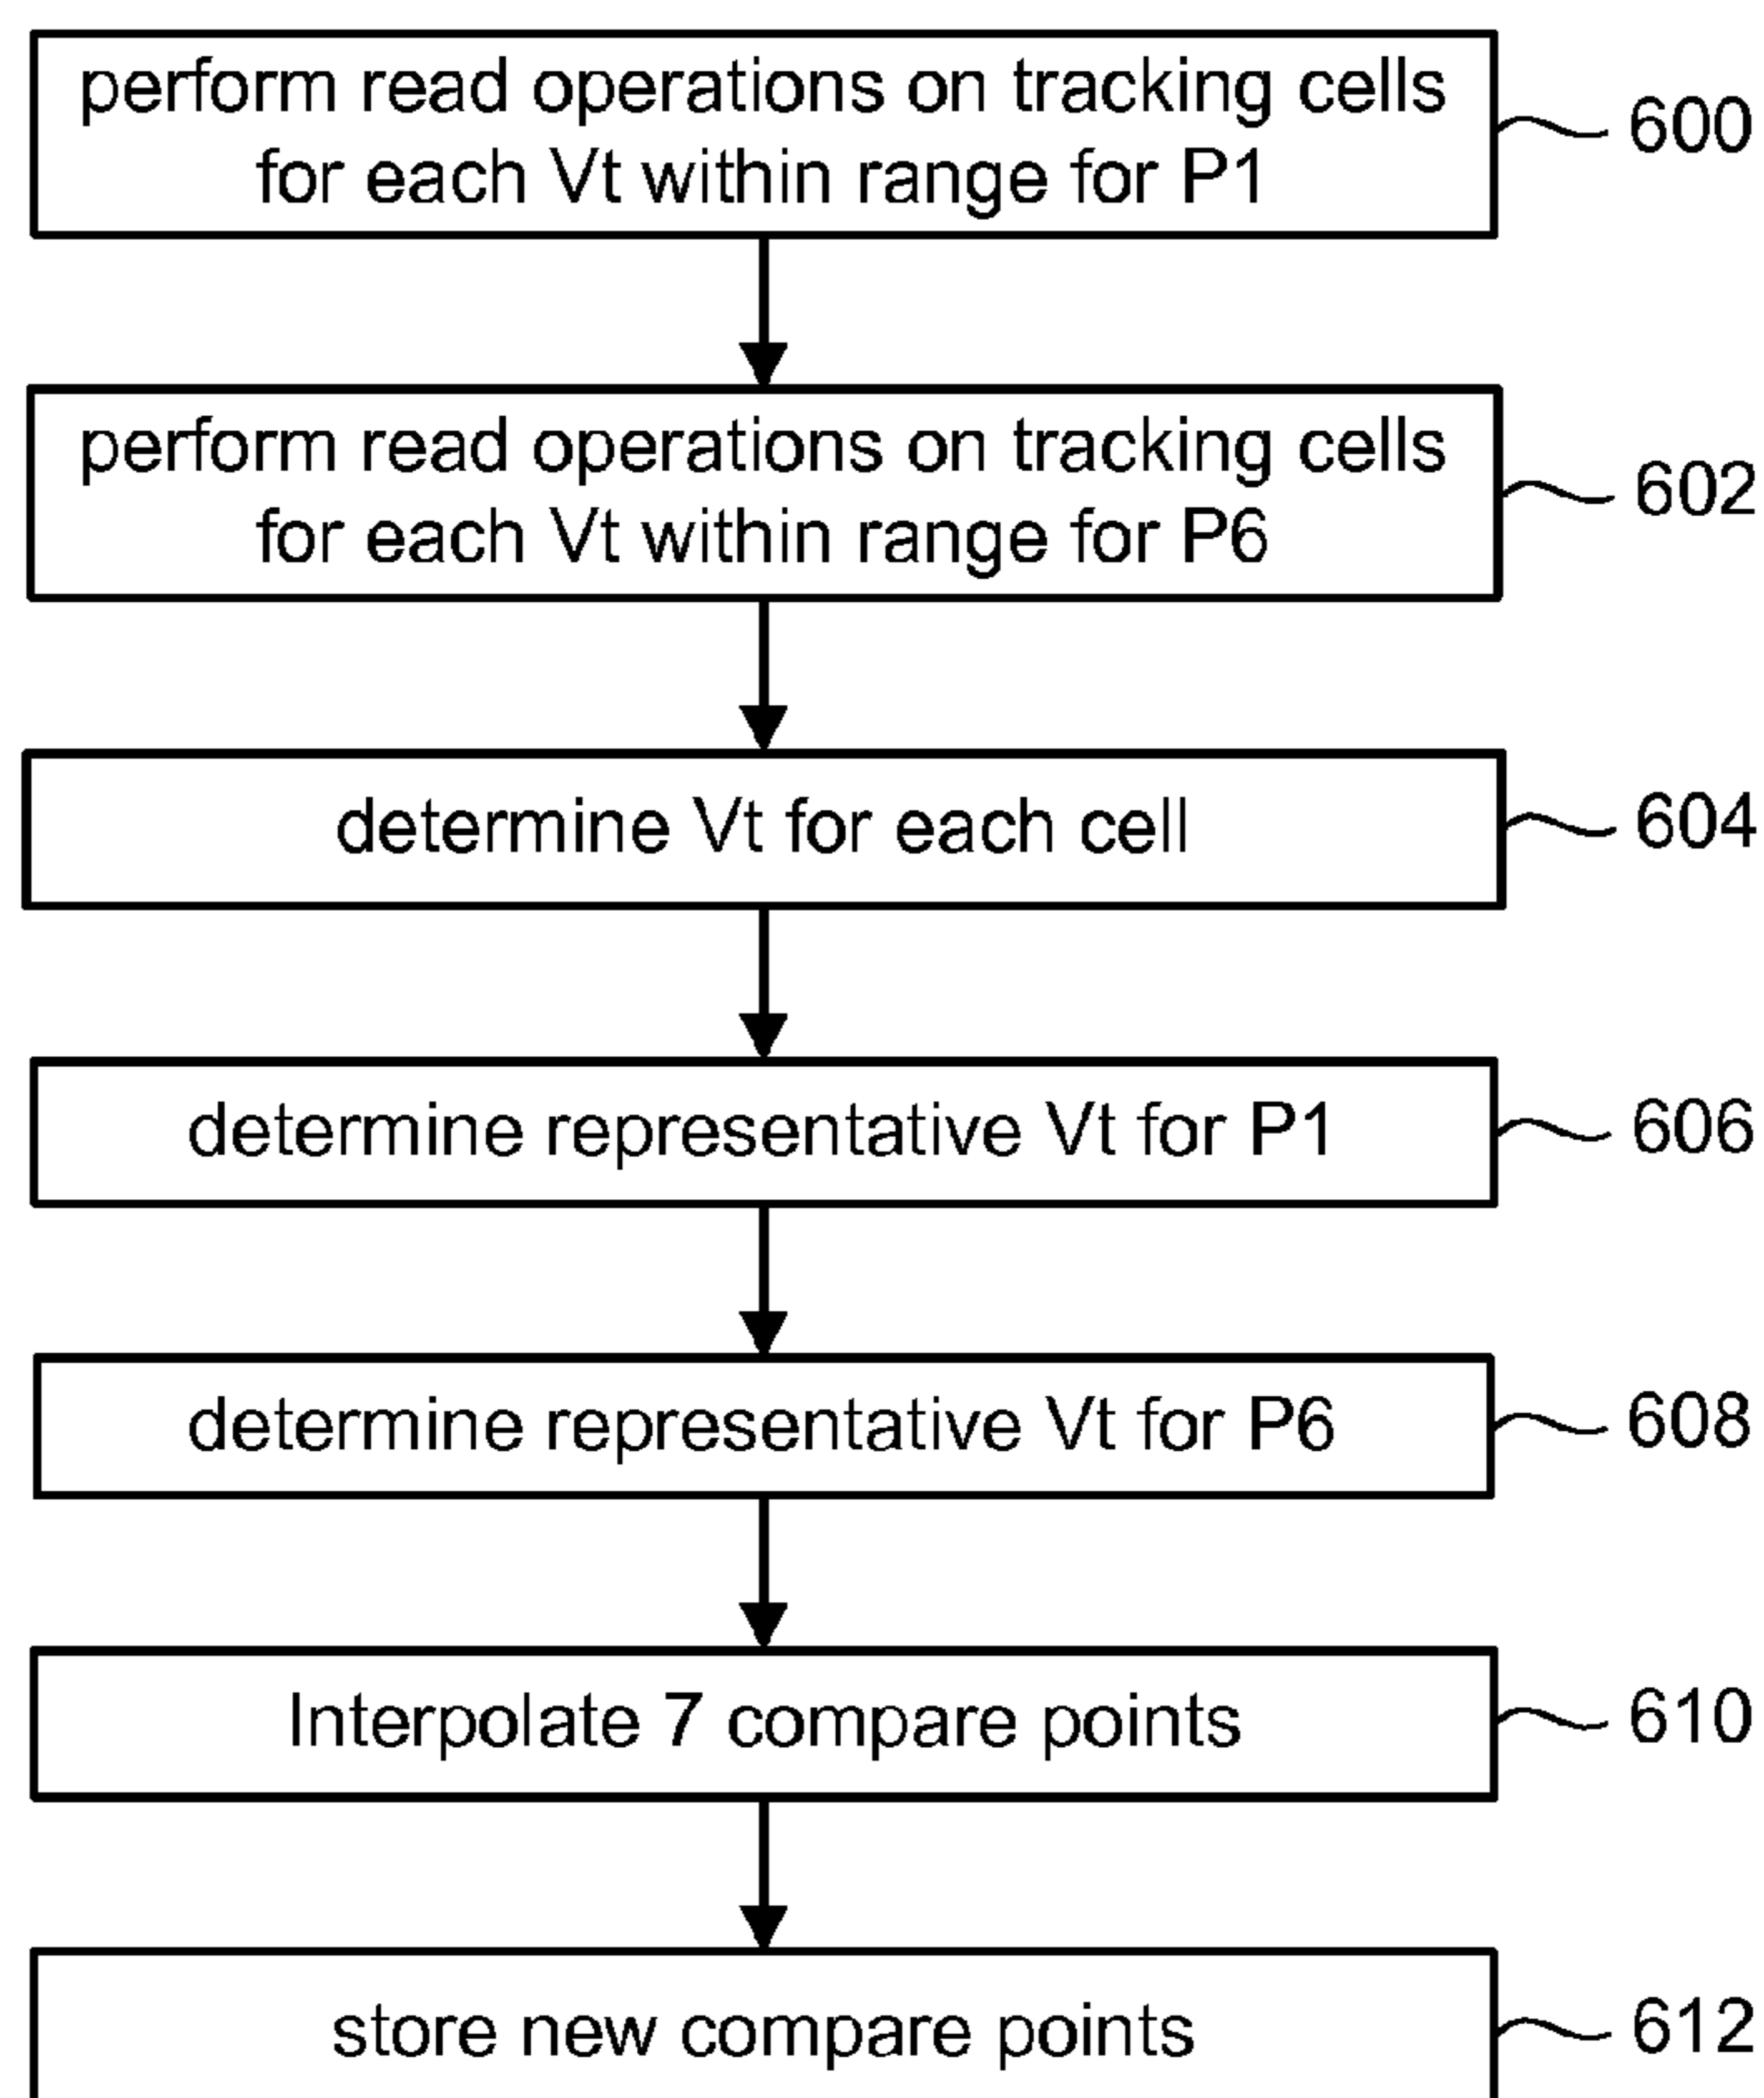 perform read operations on tracking cells
for each Vt within range for P1
600
perform read operations on tracking cells
for each Vt within range for P6
602
determine Vt for each cell
604
determine representative Vt for P1
606
determine representative Vt for P6
608
Interpolate 7 compare points
610
store new compare points
612